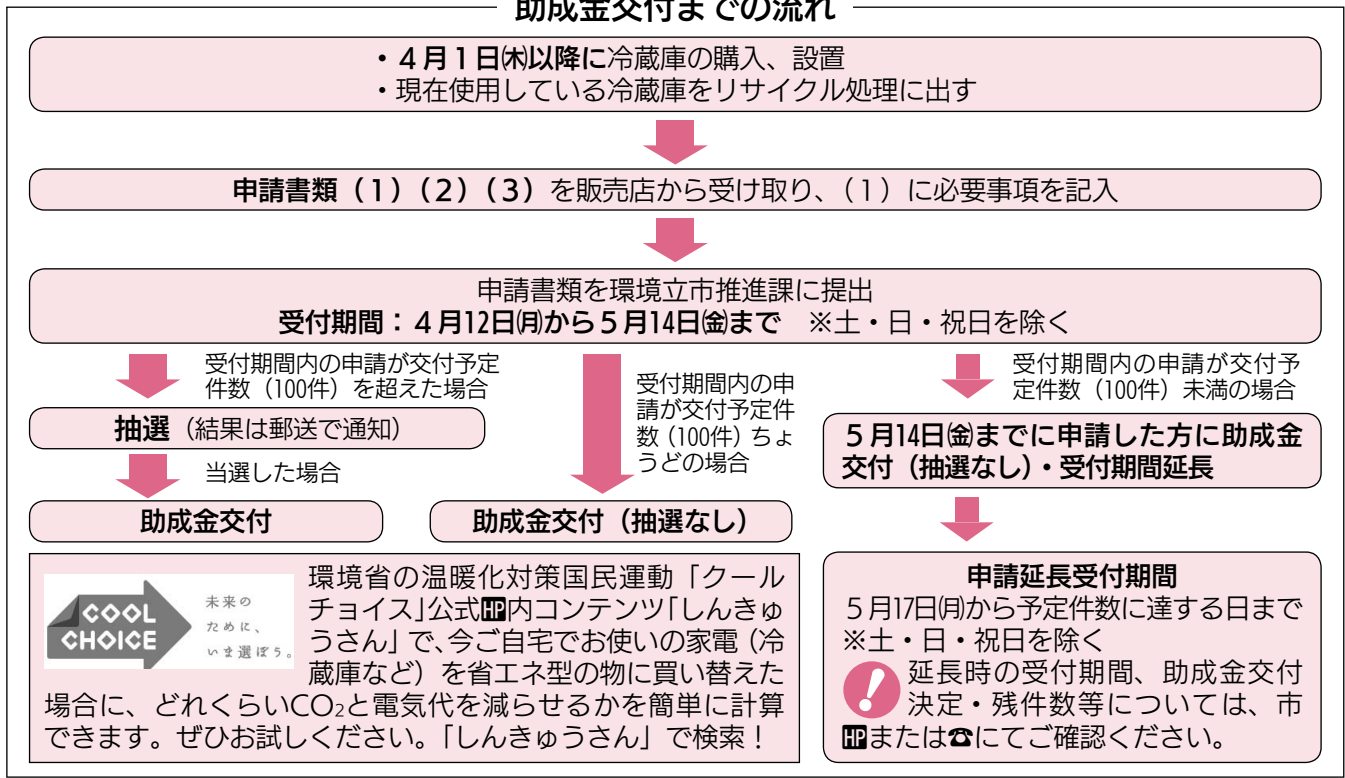 助成金交付までの流れ
・４月１日㈭以降に冷蔵庫の購入、設置
・現在使用している冷蔵庫をリサイクル処理に出す
申請書類（１）（２）（３）を販売店から受け取り、（１）に必要事項を記入
申請書類を環境立市推進課に提出
受付期間：４月12日㈪から５月14日㈮まで　※土・日・祝日を除く
受付期間内の申請が交付予定
件数（100件）を超えた場合
抽選（結果は郵送で通知）
当選した場合
助成金交付
受付期間内の申
請が交付予定件
数（100件）ちょ
うどの場合
助成金交付（抽選なし）
受付期間内の申請が交付予
定件数（100件）未満の場合
５月14日㈮までに申請した方に助成金
交付（抽選なし）・受付期間延長
申請延長受付期間
５月17日㈪から予定件数に達する日まで
※土・日・祝日を除く
延長時の受付期間、助成金交付
決定・残件数等については、市
HPまたは☎にてご確認ください。
COOL
CHOICE
未来の
ために、
いま選ぼう。
環境省の温暖化対策国民運動「クール
チョイス」公式HP内コンテンツ「しんきゅ
うさん」で、今ご自宅でお使いの家電（冷
蔵庫など）を省エネ型の物に買い替えた
場合に、どれくらいCO₂と電気代を減らせるかを簡単に計算
できます。ぜひお試しください。「しんきゅうさん」で検索！